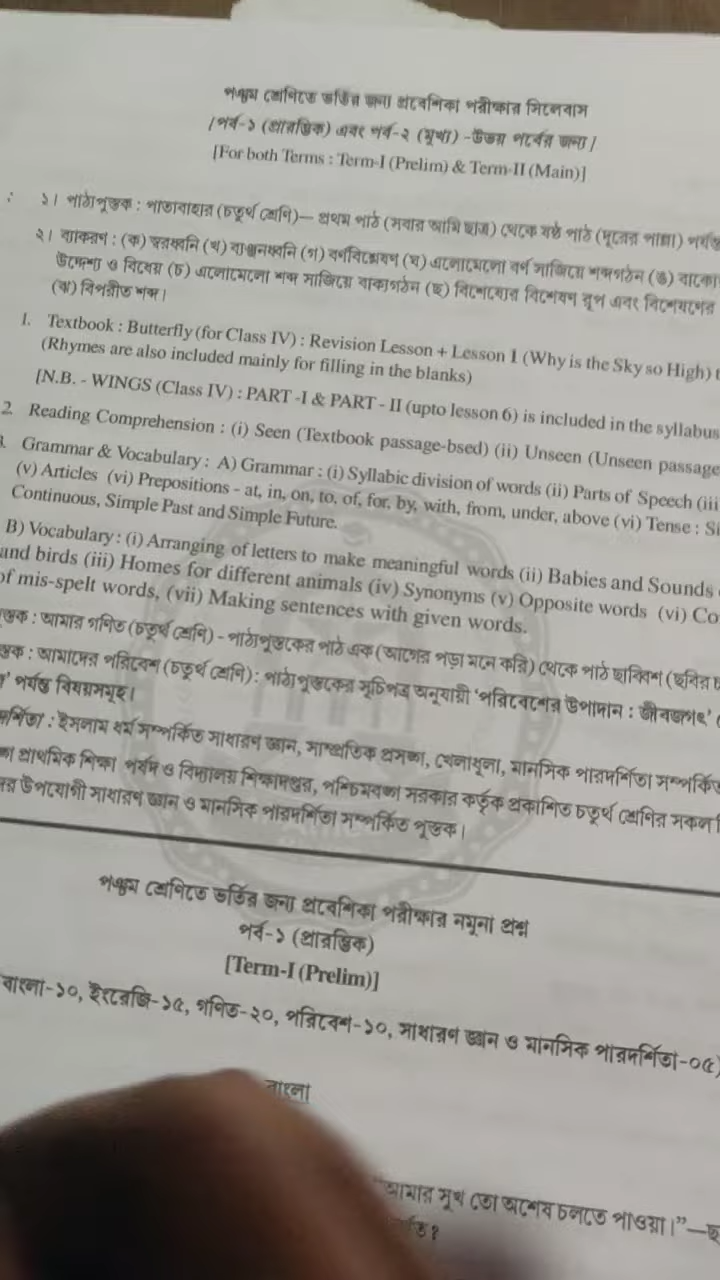 পঞ্চম শ্রেণিতে ভর্তির জন্য প্রবেশিকা পরীক্ষার সিলেবাস
[পর্ব-১ (প্রারম্ভিক) এবং পর্ব-২ (মুখ্য) -উভয় পর্বের জন্য]
[For both Terms : Term-I (Prelim) & Term-II (Main)]
: ১। পাঠ্যপুস্তক : পাতাবাহার (চতুর্থ শ্রেণি)— প্রথম পাঠ (সবার আমি ছাত্র) থেকে ষষ্ঠ পাঠ (দূরের পাল্লা) পর্যন্ত
২। ব্যাকরণ : (ক) স্বরধ্বনি (খ) ব্যঞ্জনধ্বনি (গ) বর্ণবিশ্লেষণ (ঘ) এলোমেলো বর্ণ সাজিয়ে শব্দগঠন (ঙ) বাক্যে
উদ্দেশ্য ও বিধেয় (চ) এলোমেলো শব্দ সাজিয়ে বাক্যগঠন (ছ) বিশেষ্যের বিশেষণ রূপ এবং বিশেষণের
(ঝ) বিপরীত শব্দ।
1. Textbook : Butterfly (for Class IV) : Revision Lesson + Lesson 1 (Why is the Sky so High) t
(Rhymes are also included mainly for filling in the blanks)
[N.B. - WINGS (Class IV) : PART -I & PART - II (upto lesson 6) is included in the syllabus
2. Reading Comprehension : (i) Seen (Textbook passage-bsed) (ii) Unseen (Unseen passage
Grammar & Vocabulary : A) Grammar : (i) Syllabic division of words (ii) Parts of Speech (iii
(v) Articles (vi) Prepositions - at, in, on, to, of, for, by, with, from, under, above (vi) Tense : Si
Continuous, Simple Past and Simple Future.
B) Vocabulary : (i) Arranging of letters to make meaningful words (ii) Babies and Sounds
and birds (iii) Homes for different animals (iv) Synonyms (v) Opposite words (vi) Co
of mis-spelt words, (vii) Making sentences with given words.
স্তক : আমার গণিত (চতুর্থ শ্রেণি) - পাঠ্যপুস্তকের পাঠ এক (আগের পড়া মনে করি) থেকে পাঠ ছাব্বিশ (ছবির
স্তক : আমাদের পরিবেশ (চতুর্থ শ্রেণি) : পাঠ্যপুস্তকের সূচিপত্র অনুযায়ী ‘পরিবেশের উপাদান : জীবজগৎ’
’ পর্যন্ত বিষয়সমূহ।
দর্শিতা : ইসলাম ধর্ম সম্পর্কিত সাধারণ জ্ঞান, সাম্প্রতিক প্রসঙ্গ, খেলাধূলা, মানসিক পারদর্শিতা সম্পর্কিত
প্রাথমিক শিক্ষা পর্ষদ ও বিদ্যালয় শিক্ষাদপ্তর, পশ্চিমবঙ্গ সরকার কর্তৃক প্রকাশিত চতুর্থ শ্রেণির সকল
উপযোগী সাধারণ জ্ঞান ও মানসিক পারদর্শিতা সম্পর্কিত পুস্তক।
পঞ্চম শ্রেণিতে ভর্তির জন্য প্রবেশিকা পরীক্ষার নমুনা প্রশ্ন
পর্ব-১ (প্রারম্ভিক)
[Term-I (Prelim)]
বাংলা-১০, ইংরেজি-১৫, গণিত-২০, পরিবেশ-১০, সাধারণ জ্ঞান ও মানসিক পারদর্শিতা-০৫)
বাংলা
“আমার সুখ তো অশেষ চলতে পাওয়া।”—